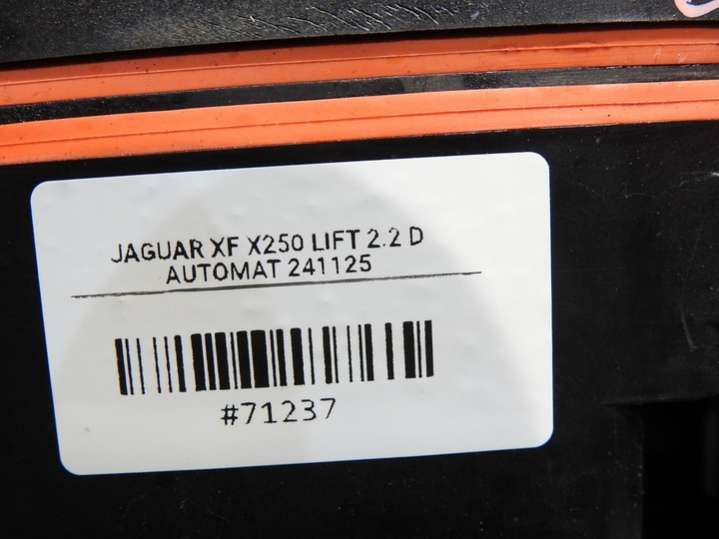 JAGUAR XF X250 LIFT 2.2 D
AUTOMAT 241125
#71237